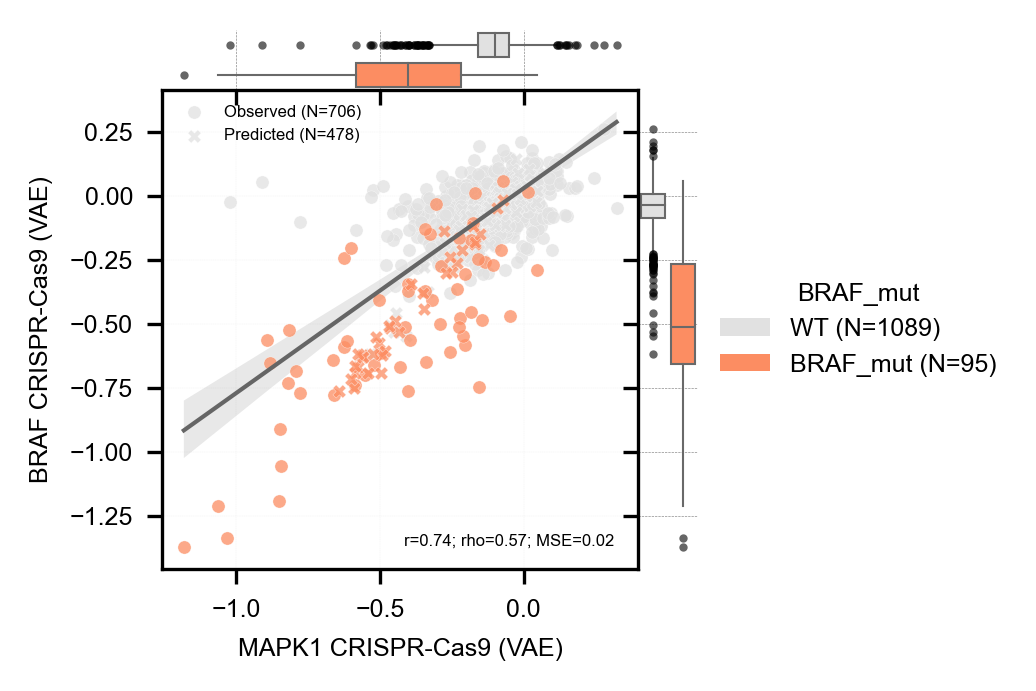 Observed (N=706)
Predicted (N=478)
0.25
0.00
−0.25
−0.50
−0.75
−1.00
−1.25
BRAF CRISPR-Cas9 (VAE)
r=0.74; rho=0.57; MSE=0.02
−1.0
−0.5
0.0
MAPK1 CRISPR-Cas9 (VAE)
BRAF_mut
WT (N=1089)
BRAF_mut (N=95)